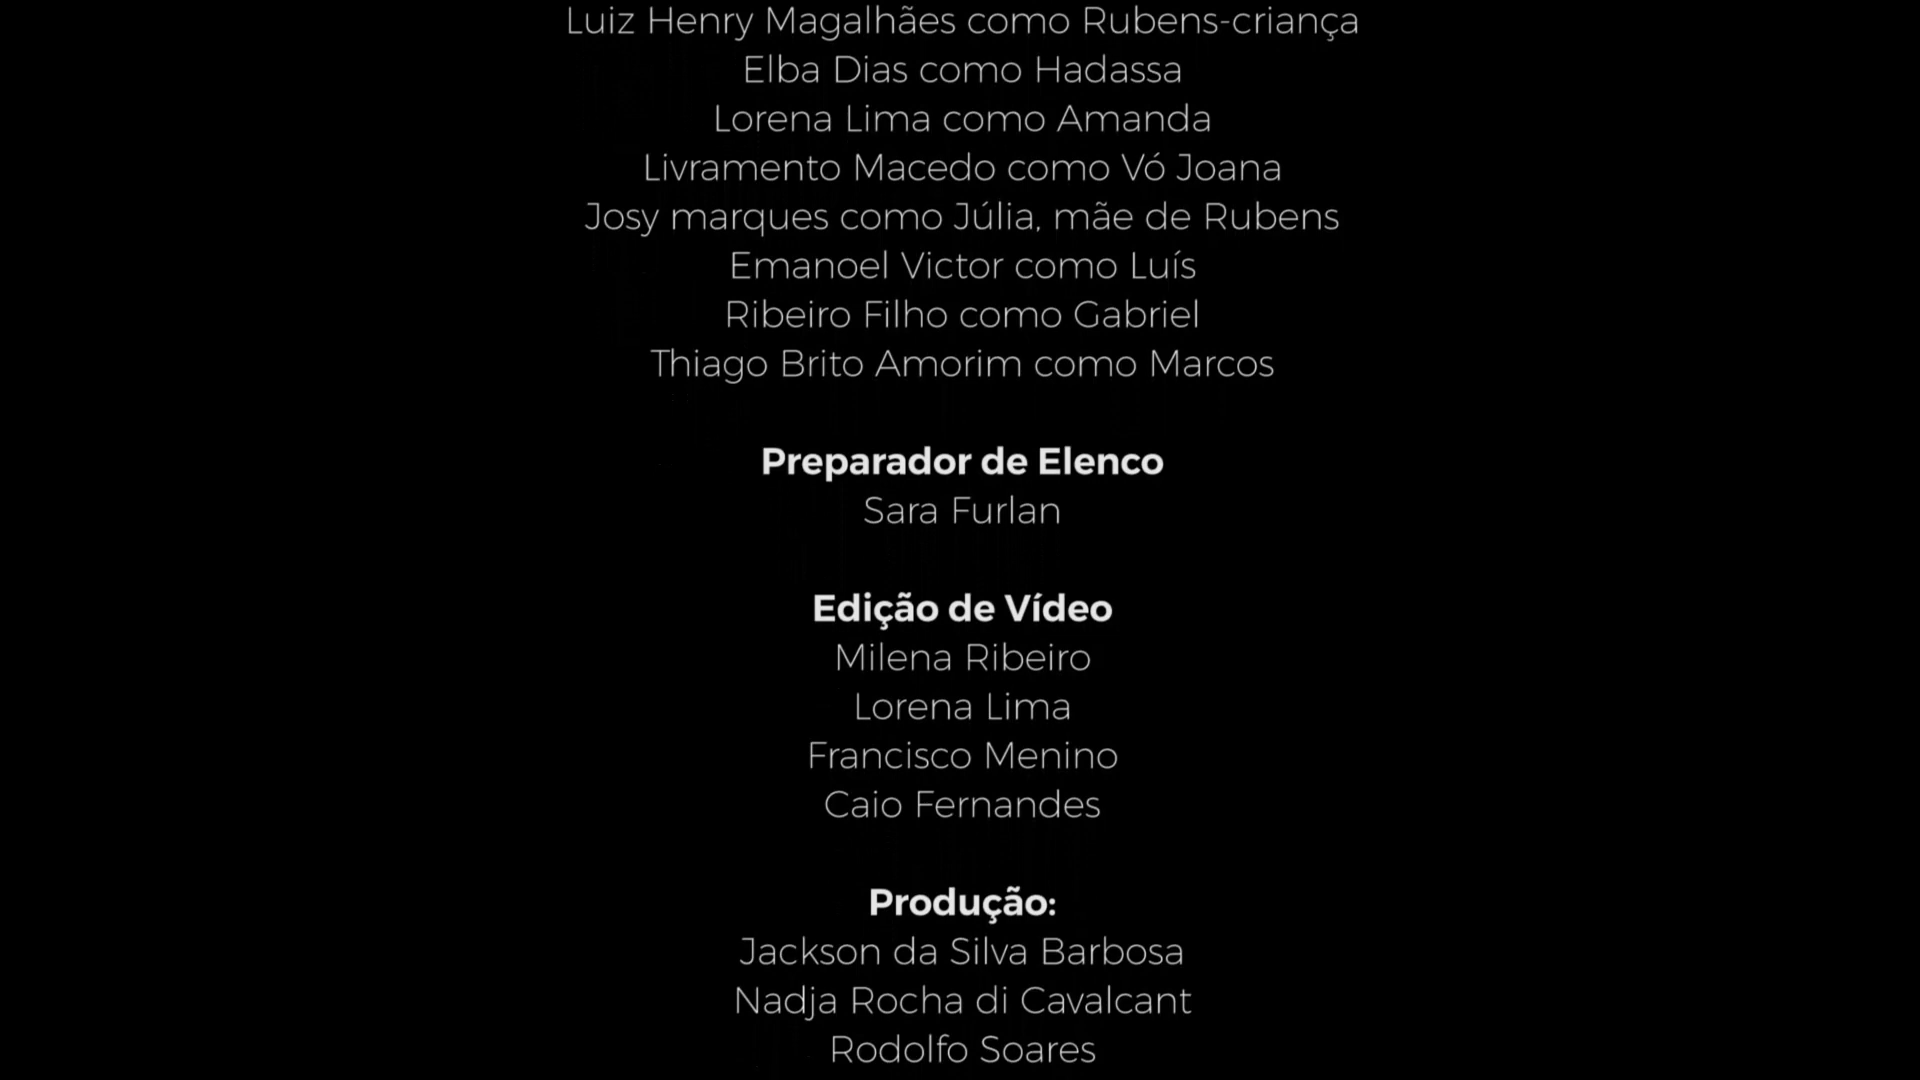 Luiz Henry Magalhães como Rubens-criança
Elba Dias como Hadassa
Lorena Lima como Amanda
Livramento Macedo como Vó Joana
Josy marques como Júlia, mãe de Rubens
Emanoel Victor como Luís
Ribeiro Filho como Gabriel
Thiago Brito Amorim como Marcos
Preparador de Elenco
Sara Furlan
Edição de Vídeo
Milena Ribeiro
Lorena Lima
Francisco Menino
Caio Fernandes
Produção:
Jackson da Silva Barbosa
Nadja Rocha di Cavalcant
Rodolfo Soares